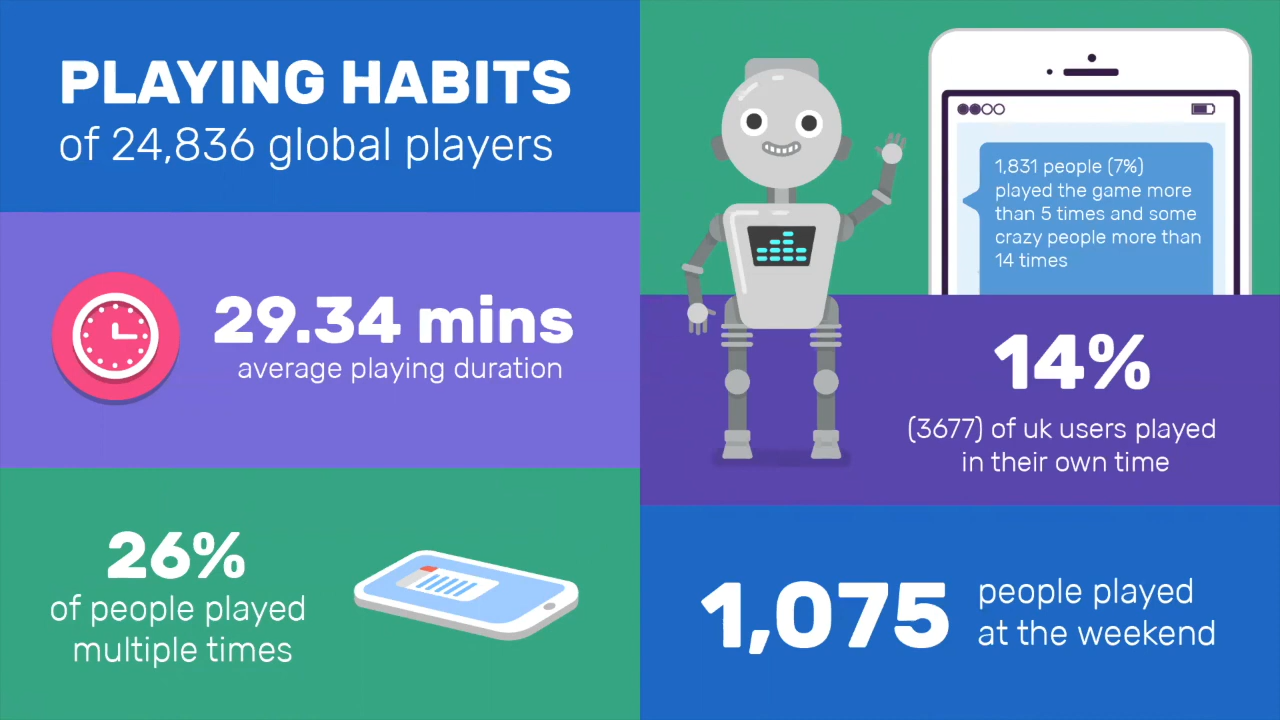 PLAYING HABITS
of 24,836 global players
29.34 mins
average playing duration
26%
of people played
multiple times
1,831 people (7%)
played the game more
than 5 times and some
crazy people more than
14 times
14%
(3677) of uk users played
in their own time
1,075
people played
at the weekend